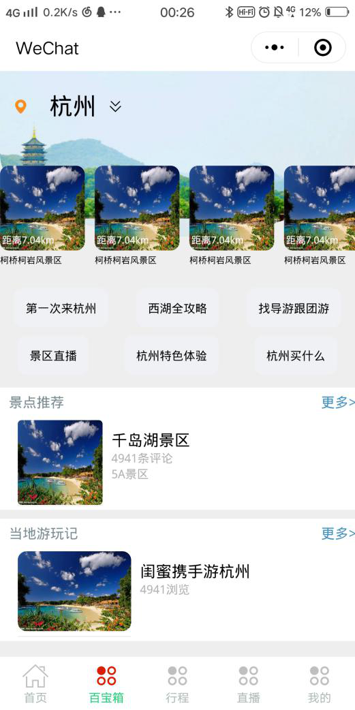 4G 0.2K/s ••• 00:26 HiFi 4G 12%
WeChat
杭州
距离7.04km 距离7.04km 距离7.04km 距离7.04km
柯桥柯岩风景区 柯桥柯岩风景区 柯桥柯岩风景区 柯桥柯岩风景区
第一次来杭州 西湖全攻略 找导游跟团游
景区直播 杭州特色体验 杭州买什么
景点推荐 更多>
千岛湖景区
4941条评论
5A景区
当地游玩记 更多>
闺蜜携手游杭州
4941浏览
首页 百宝箱 行程 直播 我的